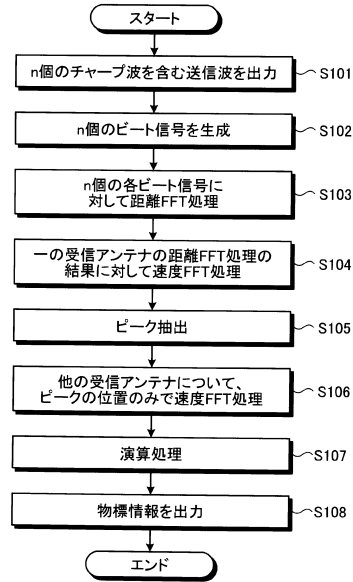 スタート
n個のチャープ波を含む送信波を出力
S101
n個のビート信号を生成
S102
n個の各ビート信号に
対して距離FFT処理
S103
一の受信アンテナの距離FFT処理の
結果に対して速度FFT処理
S104
ピーク抽出
S105
他の受信アンテナについて、
ピークの位置のみで速度FFT処理
S106
演算処理
S107
物標情報を出力
S108
エンド